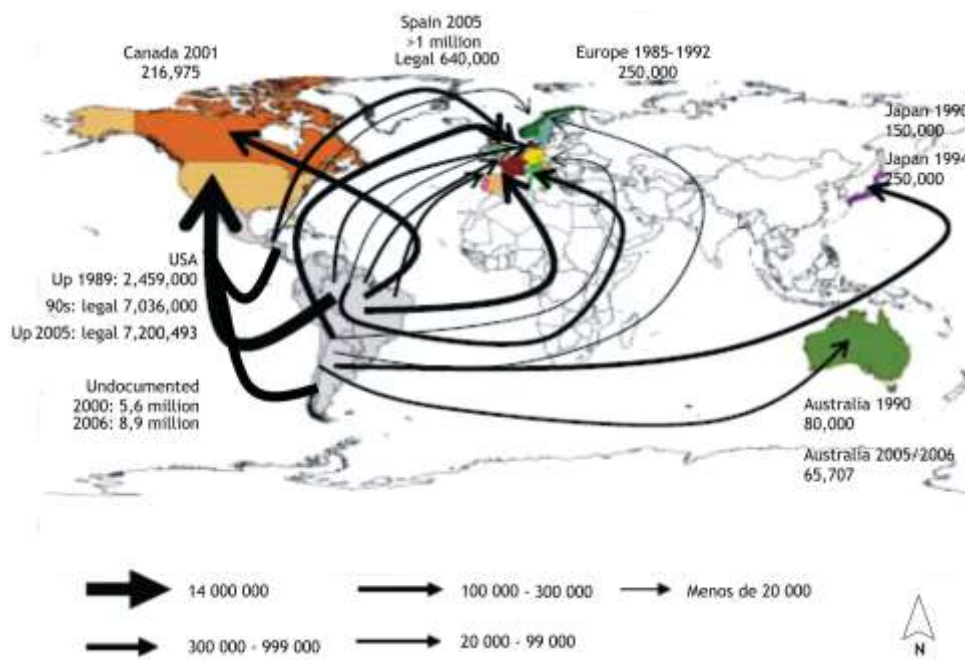 Spain 2005
>1 million
Legal 640,000
Canada 2001
216,975
Europe 1985-1992
250,000
Japan 1990
150,000
Japan 1994
250,000
USA
Up 1989: 2,459,000
90s: legal 7,036,000
Up 2005: legal 7,200,493
Undocumented
2000: 5,6 million
2006: 8,9 million
Australia 1990
80,000
Australia 2005/2006
65,707
14 000 000
100 000 - 300 000
Menos de 20 000
300 000 - 999 000
20 000 - 99 000
N